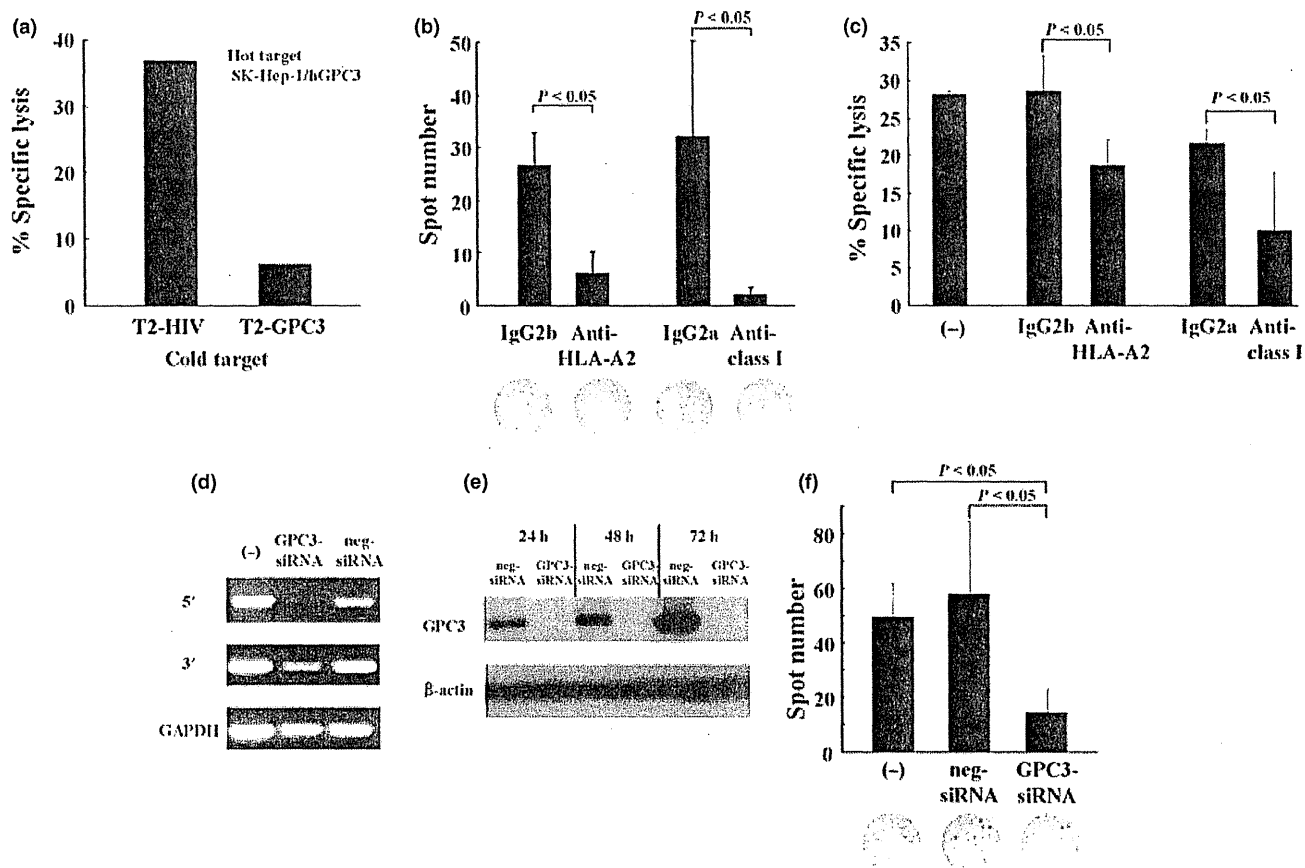 (a)
40
30
20
10
0
% Specific lysis
Hot target
SK-Hep-1/hGPC3
T2-HIV T2-GPC3
Cold target
(b)
50
40
30
20
10
0
Spot number
P < 0.05
P < 0.05
IgG2b Anti-HLA-A2 IgG2a Anti-class I
(c)
35
30
25
20
15
10
5
0
% Specific lysis
P < 0.05
P < 0.05
(–) IgG2b Anti-HLA-A2 IgG2a Anti-class I
(d)
(–) GPC3-siRNA neg-siRNA
5′
3′
GAPDH
(e)
24 h 48 h 72 h
neg-siRNA GPC3-siRNA neg-siRNA GPC3-siRNA neg-siRNA GPC3-siRNA
GPC3
β-actin
(f)
P < 0.05
P < 0.05
80
60
40
20
0
Spot number
(–) neg-siRNA GPC3-siRNA